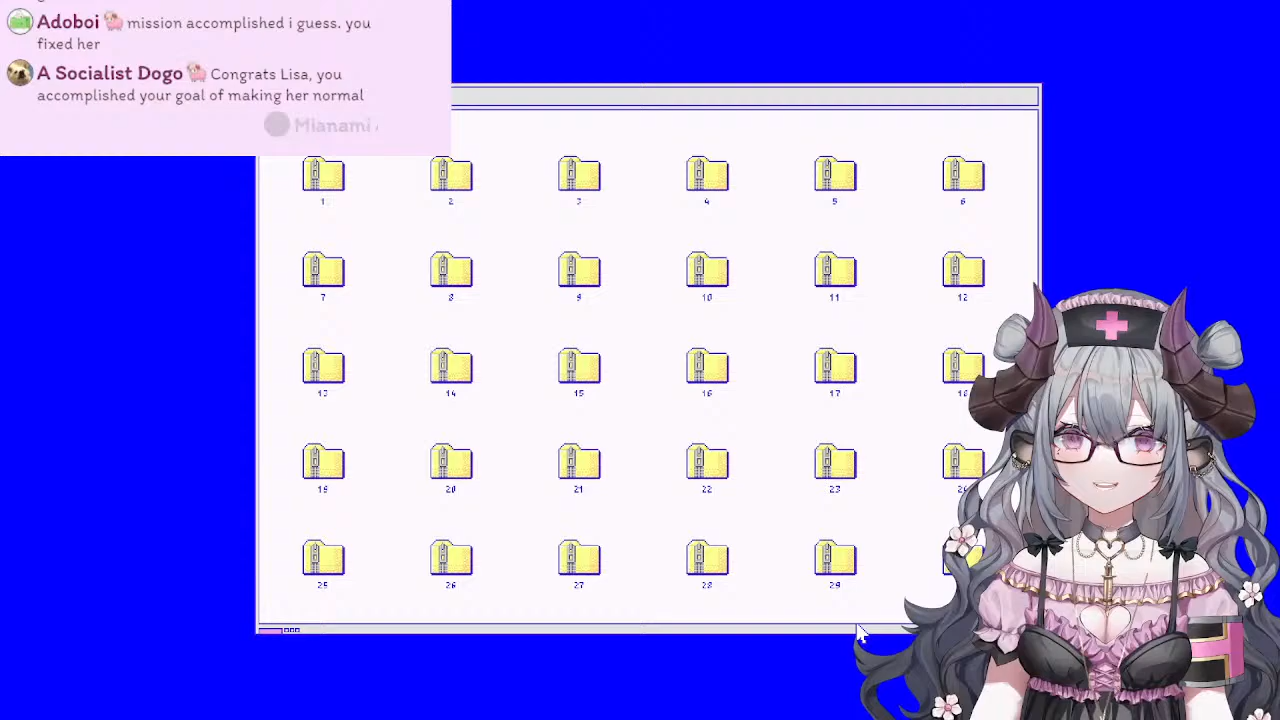 Adoboi mission accomplished i guess. you
fixed her
A Socialist Dogo Congrats Lisa, you
accomplished your goal of making her normal
Mianami
1 2 3 4 5 6
7 8 9 10 11 12
13 14 15 16 17 18
19 20 21 22 23
25 26 27 28 29